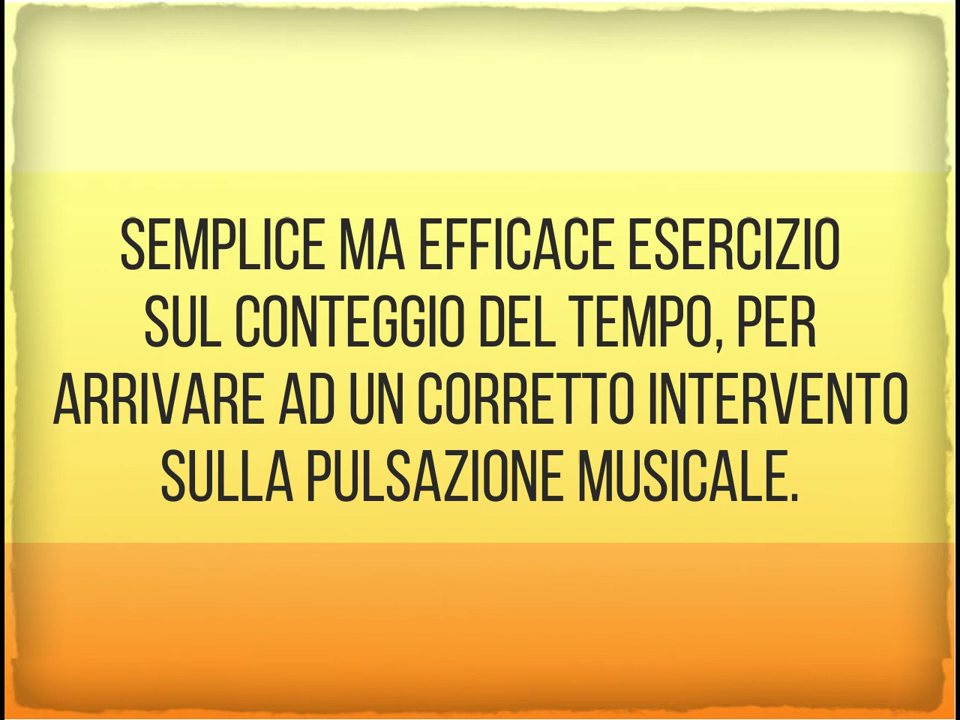 SEMPLICE MA EFFICACE ESERCIZIO
SUL CONTEGGIO DEL TEMPO, PER
ARRIVARE AD UN CORRETTO INTERVENTO
SULLA PULSAZIONE MUSICALE.